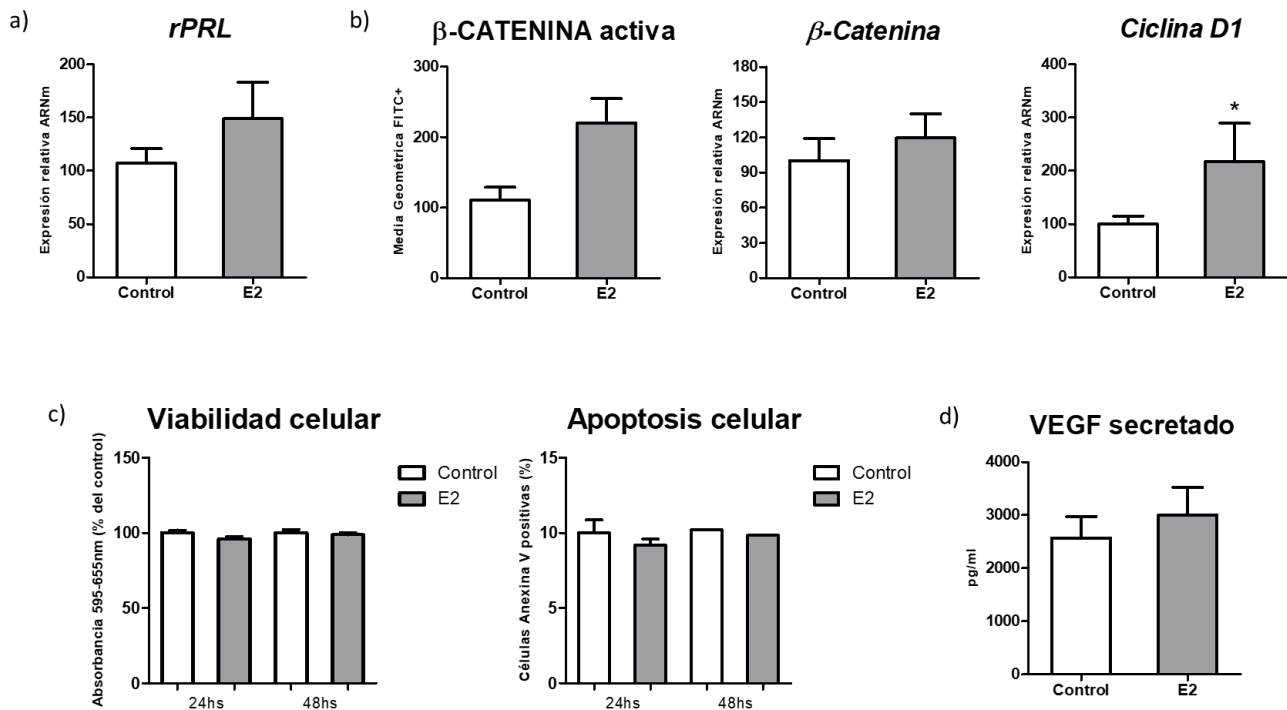 a)
rPRL
Expresión relativa ARNm
200
150
100
50
0
Control
E2
b)
β-CATENINA activa
Media Geométrica FITC+
300
200
100
0
Control
E2
β-Catenina
Expresión relativa ARNm
180
150
120
90
60
30
0
Control
E2
Ciclina D1
Expresión relativa ARNm
400
300
200
100
0
*
Control
E2
c)
Viabilidad celular
Absorbancia 595-655nm (% del control)
150
100
50
0
24hs
48hs
Control
E2
Apoptosis celular
Células Anexina V positivas (%)
15
10
5
0
24hs
48hs
Control
E2
d)
VEGF secretado
pg/ml
4000
3000
2000
1000
0
Control
E2